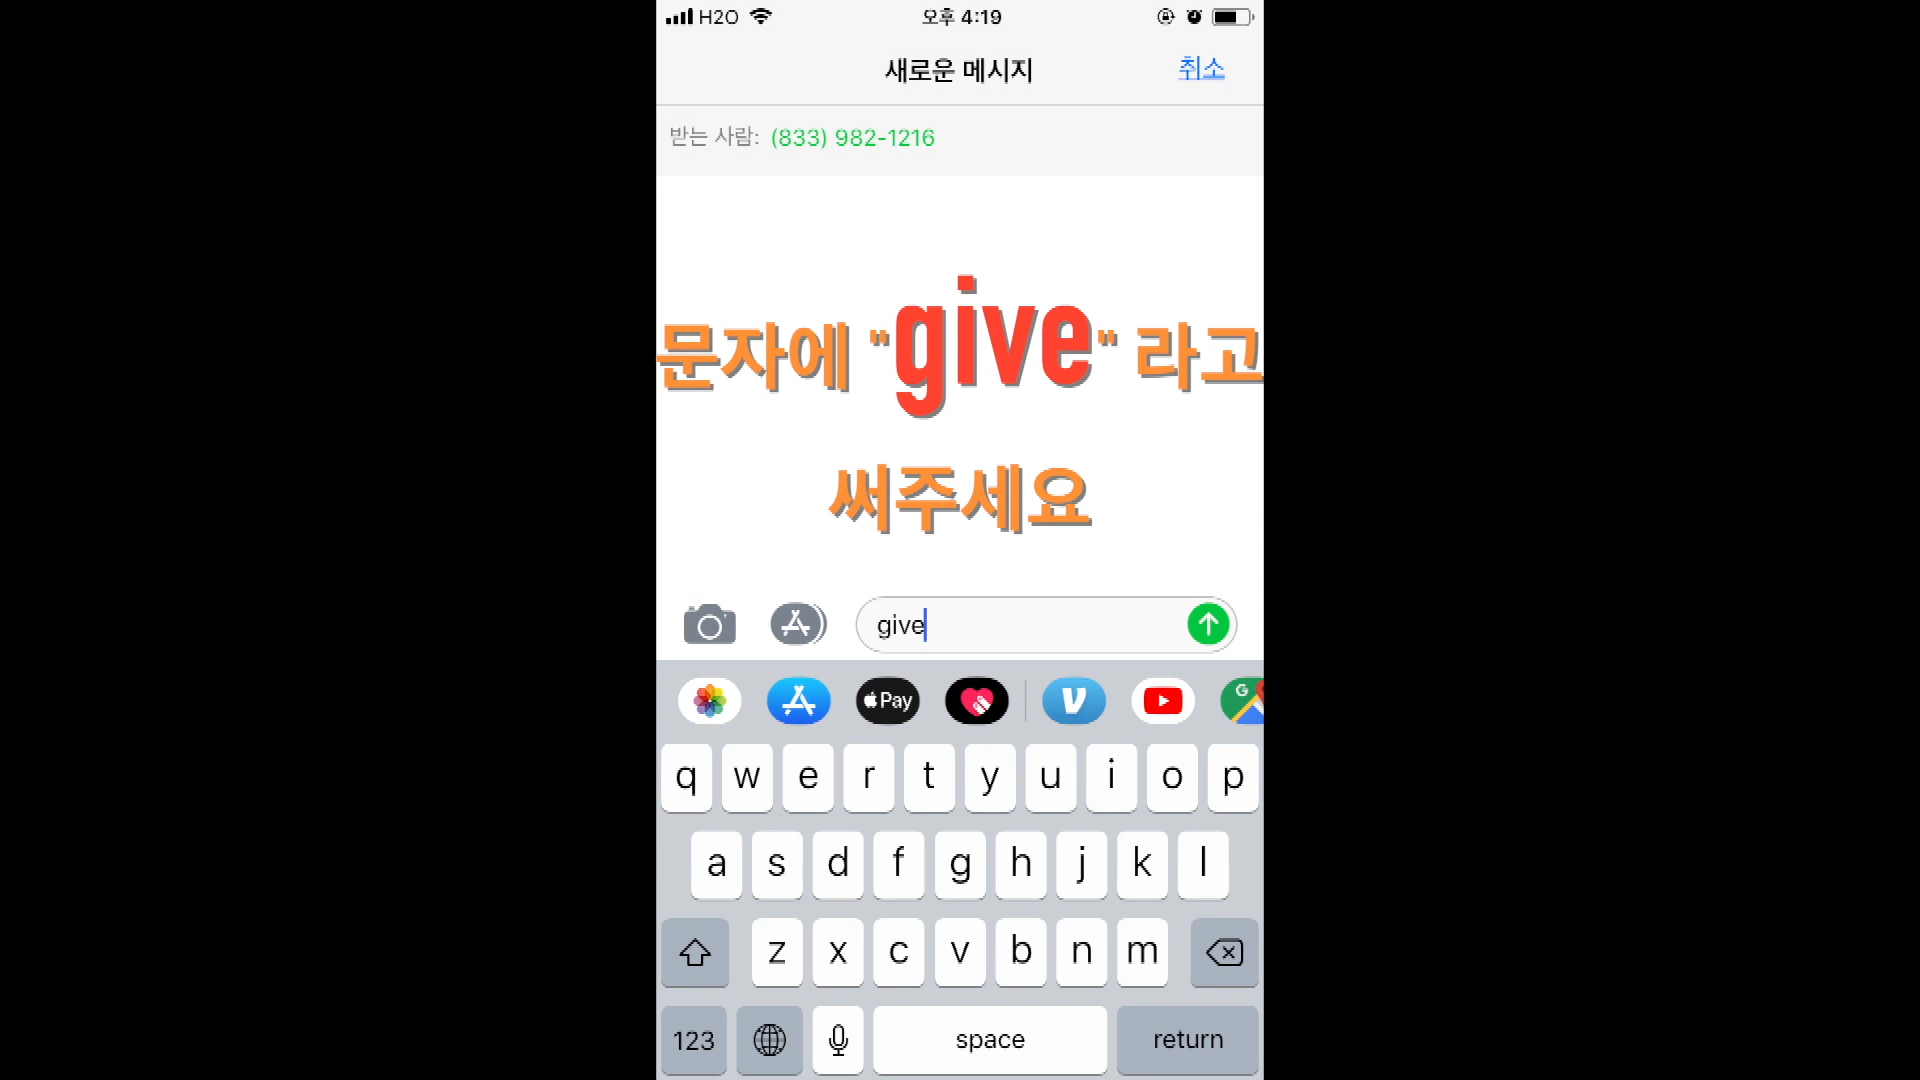 H2O 오후 4:19
새로운 메시지 취소
받는 사람: (833) 982-1216
문자에 "give" 라고
써주세요
give
Pay
q w e r t y u i o p
a s d f g h j k l
z x c v b n m
123 space return